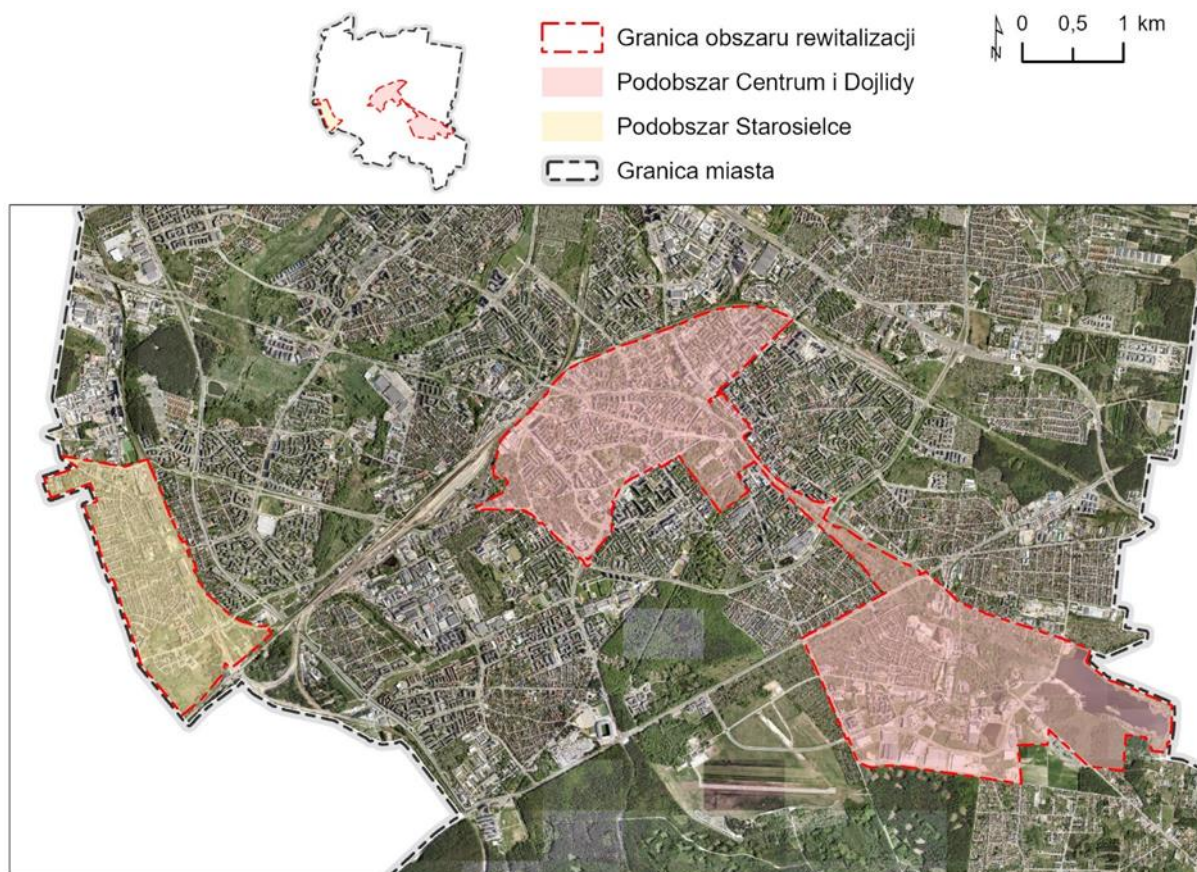 Granica obszaru rewitalizacji
Podobszar Centrum i Dojlidy
Podobszar Starosielce
Granica miasta
N
0 0,5 1 km